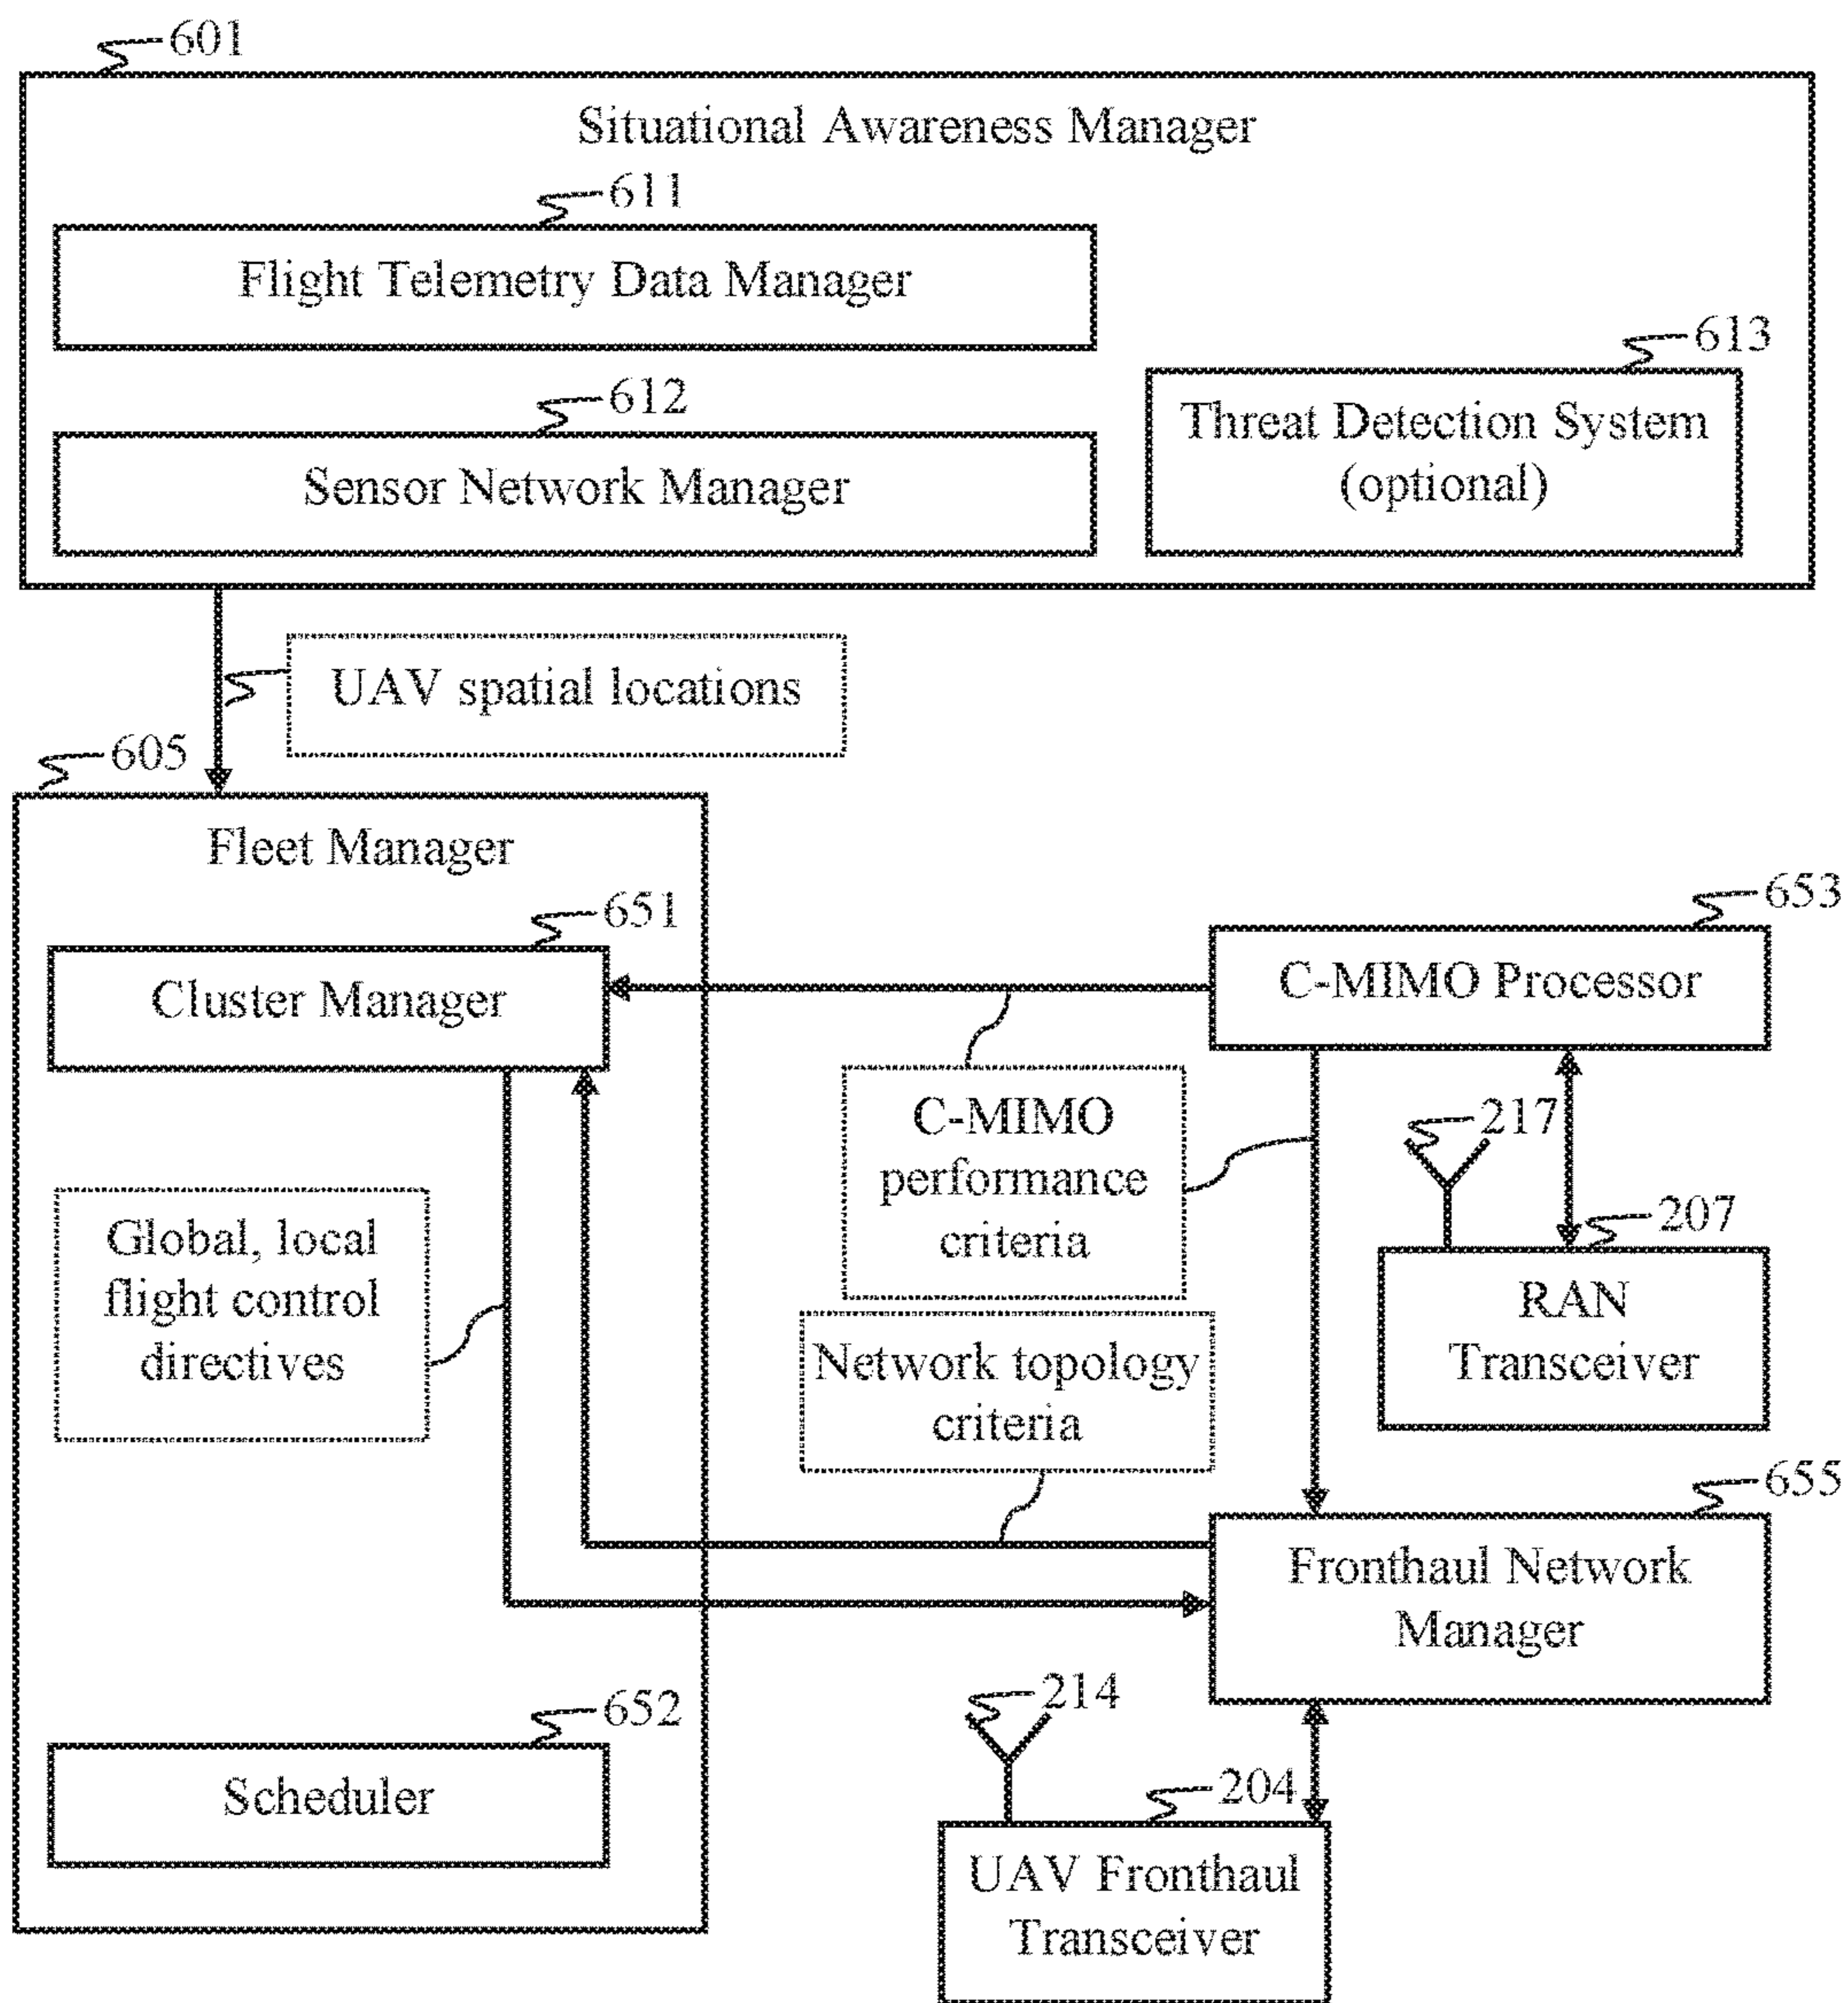 601
Situational Awareness Manager
611
Flight Telemetry Data Manager
613
612
Threat Detection System
(optional)
Sensor Network Manager
UAV spatial locations
605
Fleet Manager
651
653
Cluster Manager
C-MIMO Processor
C-MIMO
performance
criteria
217
207
Global, local
flight control
directives
RAN
Transceiver
Network topology
criteria
655
Fronthaul Network
Manager
652
214
Scheduler
204
UAV Fronthaul
Transceiver